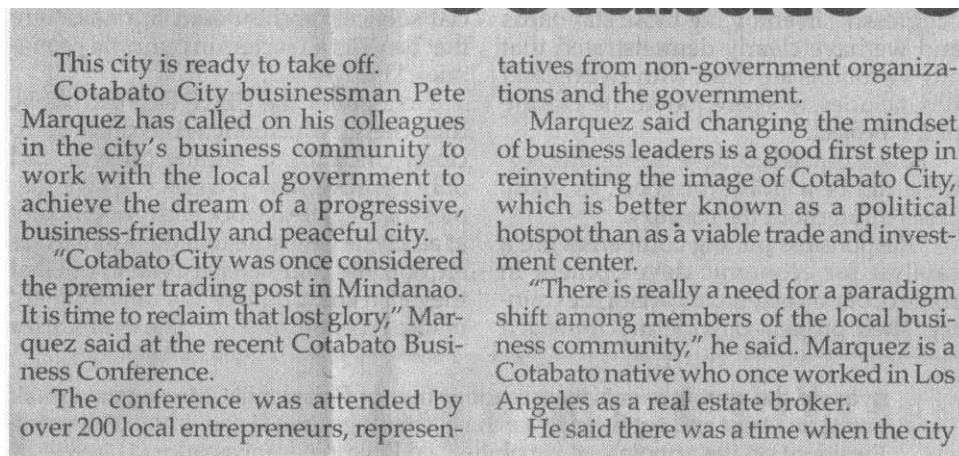 This city is ready to take off.
Cotabato City businessman Pete
Marquez has called on his colleagues
in the city's business community to
work with the local government to
achieve the dream of a progressive,
business-friendly and peaceful city.
"Cotabato City was once considered
the premier trading post in Mindanao.
It is time to reclaim that lost glory," Mar-
quez said at the recent Cotabato Busi-
ness Conference.
The conference was attended by
over 200 local entrepreneurs, represen-
tatives from non-government organiza-
tions and the government.
Marquez said changing the mindset
of business leaders is a good first step in
reinventing the image of Cotabato City,
which is better known as a political
hotspot than as a viable trade and invest-
ment center.
"There is really a need for a paradigm
shift among members of the local busi-
ness community," he said. Marquez is a
Cotabato native who once worked in Los
Angeles as a real estate broker.
He said there was a time when the city